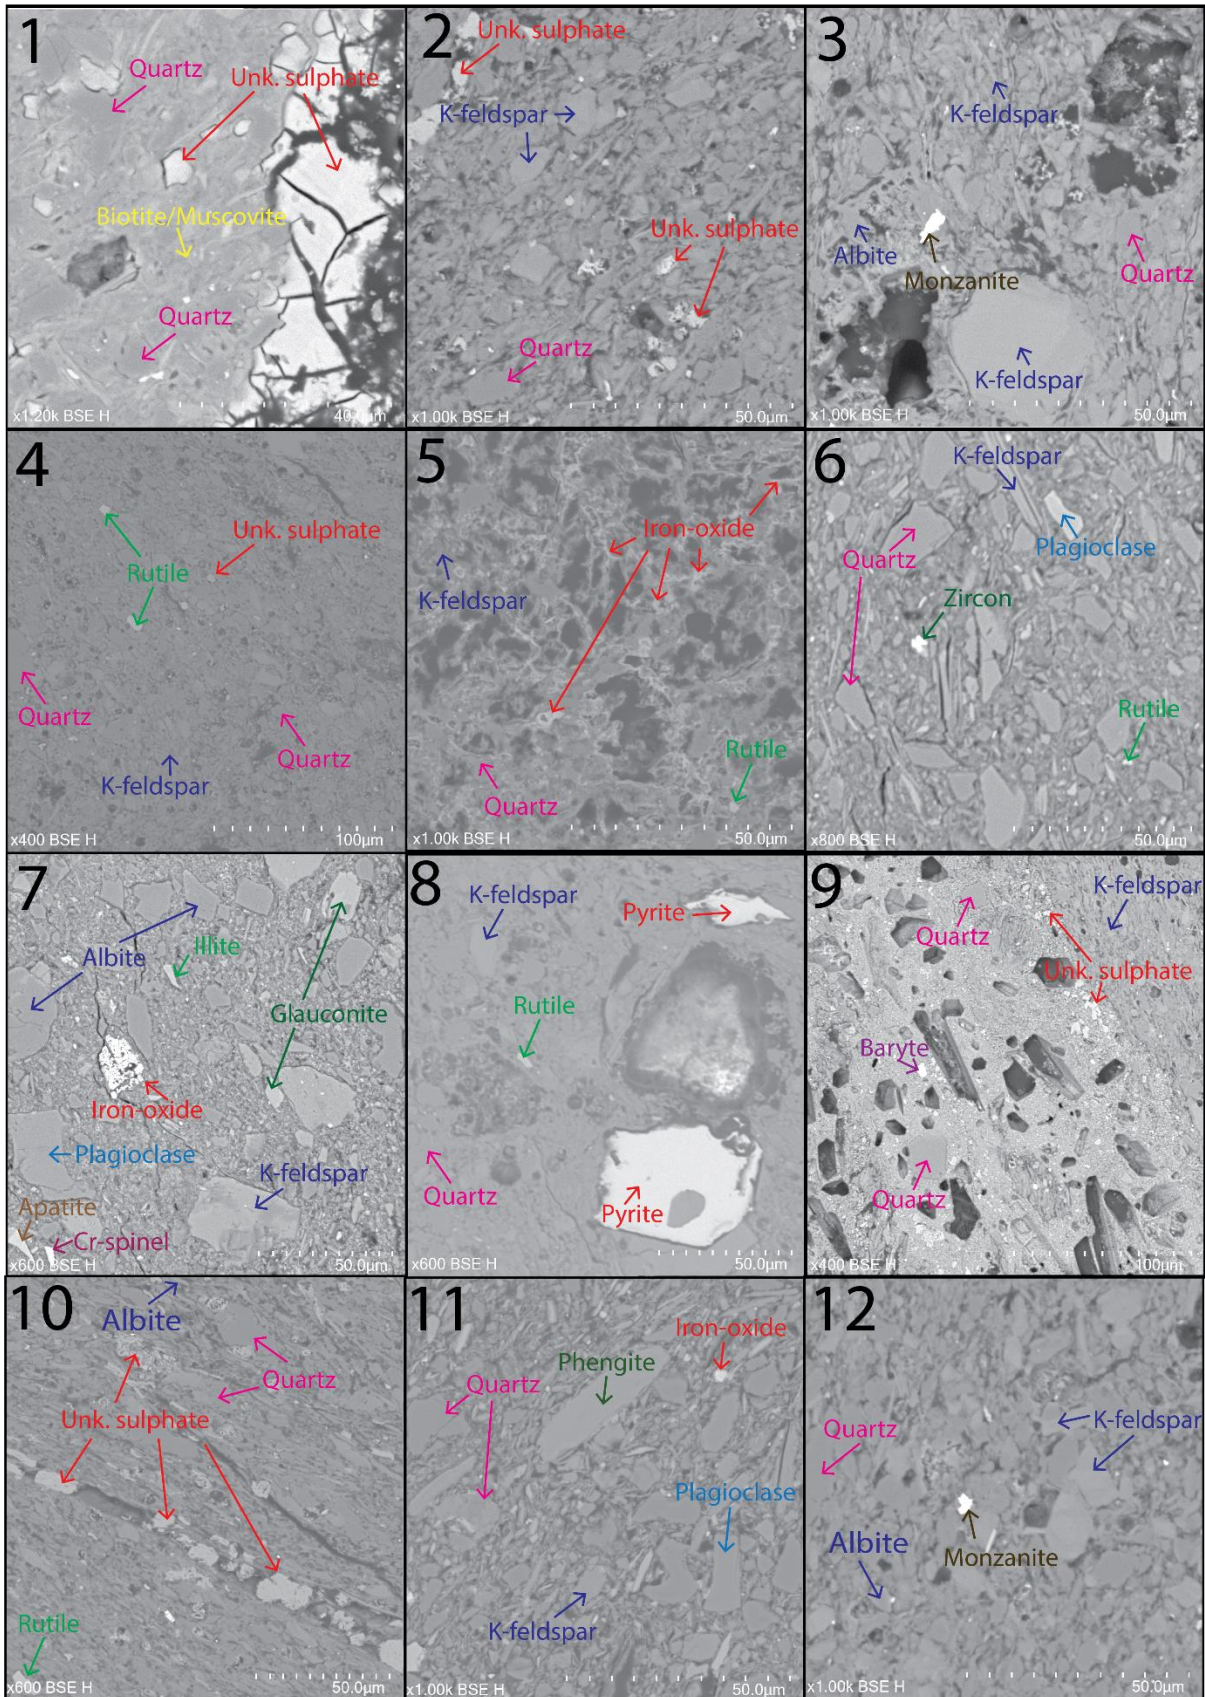 1
Quartz
Unk. sulphate
Biotite/Muscovite
Quartz
x1.20k BSE H
40.0µm
2
Unk. sulphate
K-feldspar
Unk. sulphate
Quartz
x1.00k BSE H
50.0µm
3
K-feldspar
Albite
Monzanite
Quartz
K-feldspar
x1.00k BSE H
50.0µm
4
Unk. sulphate
Rutile
Quartz
Quartz
K-feldspar
x400 BSE H
100µm
5
Iron-oxide
K-feldspar
Rutile
Quartz
x1.00k BSE H
50.0µm
6
K-feldspar
Plagioclase
Quartz
Zircon
Rutile
x800 BSE H
50.0µm
7
Albite
Illite
Glauconite
Iron-oxide
Plagioclase
K-feldspar
Apatite
Cr-spinel
x600 BSE H
50.0µm
8
K-feldspar
Pyrite
Rutile
Quartz
Pyrite
x600 BSE H
50.0µm
9
K-feldspar
Quartz
Unk. sulphate
Baryte
Quartz
x400 BSE H
100µm
10
Albite
Quartz
Unk. sulphate
Rutile
x600 BSE H
50.0µm
11
Iron-oxide
Phengite
Quartz
Plagioclase
K-feldspar
x1.00k BSE H
50.0µm
12
K-feldspar
Quartz
Albite
Monzanite
x1.00k BSE H
50.0µm